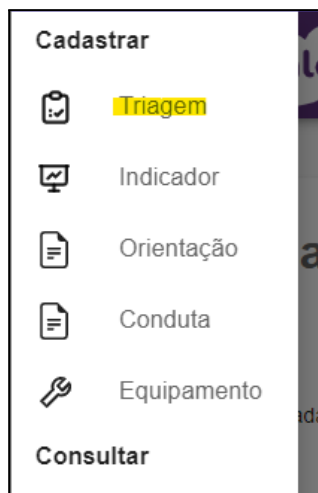 Cadastrar
Triagem
Indicador
Orientação
Conduta
Equipamento
Consultar